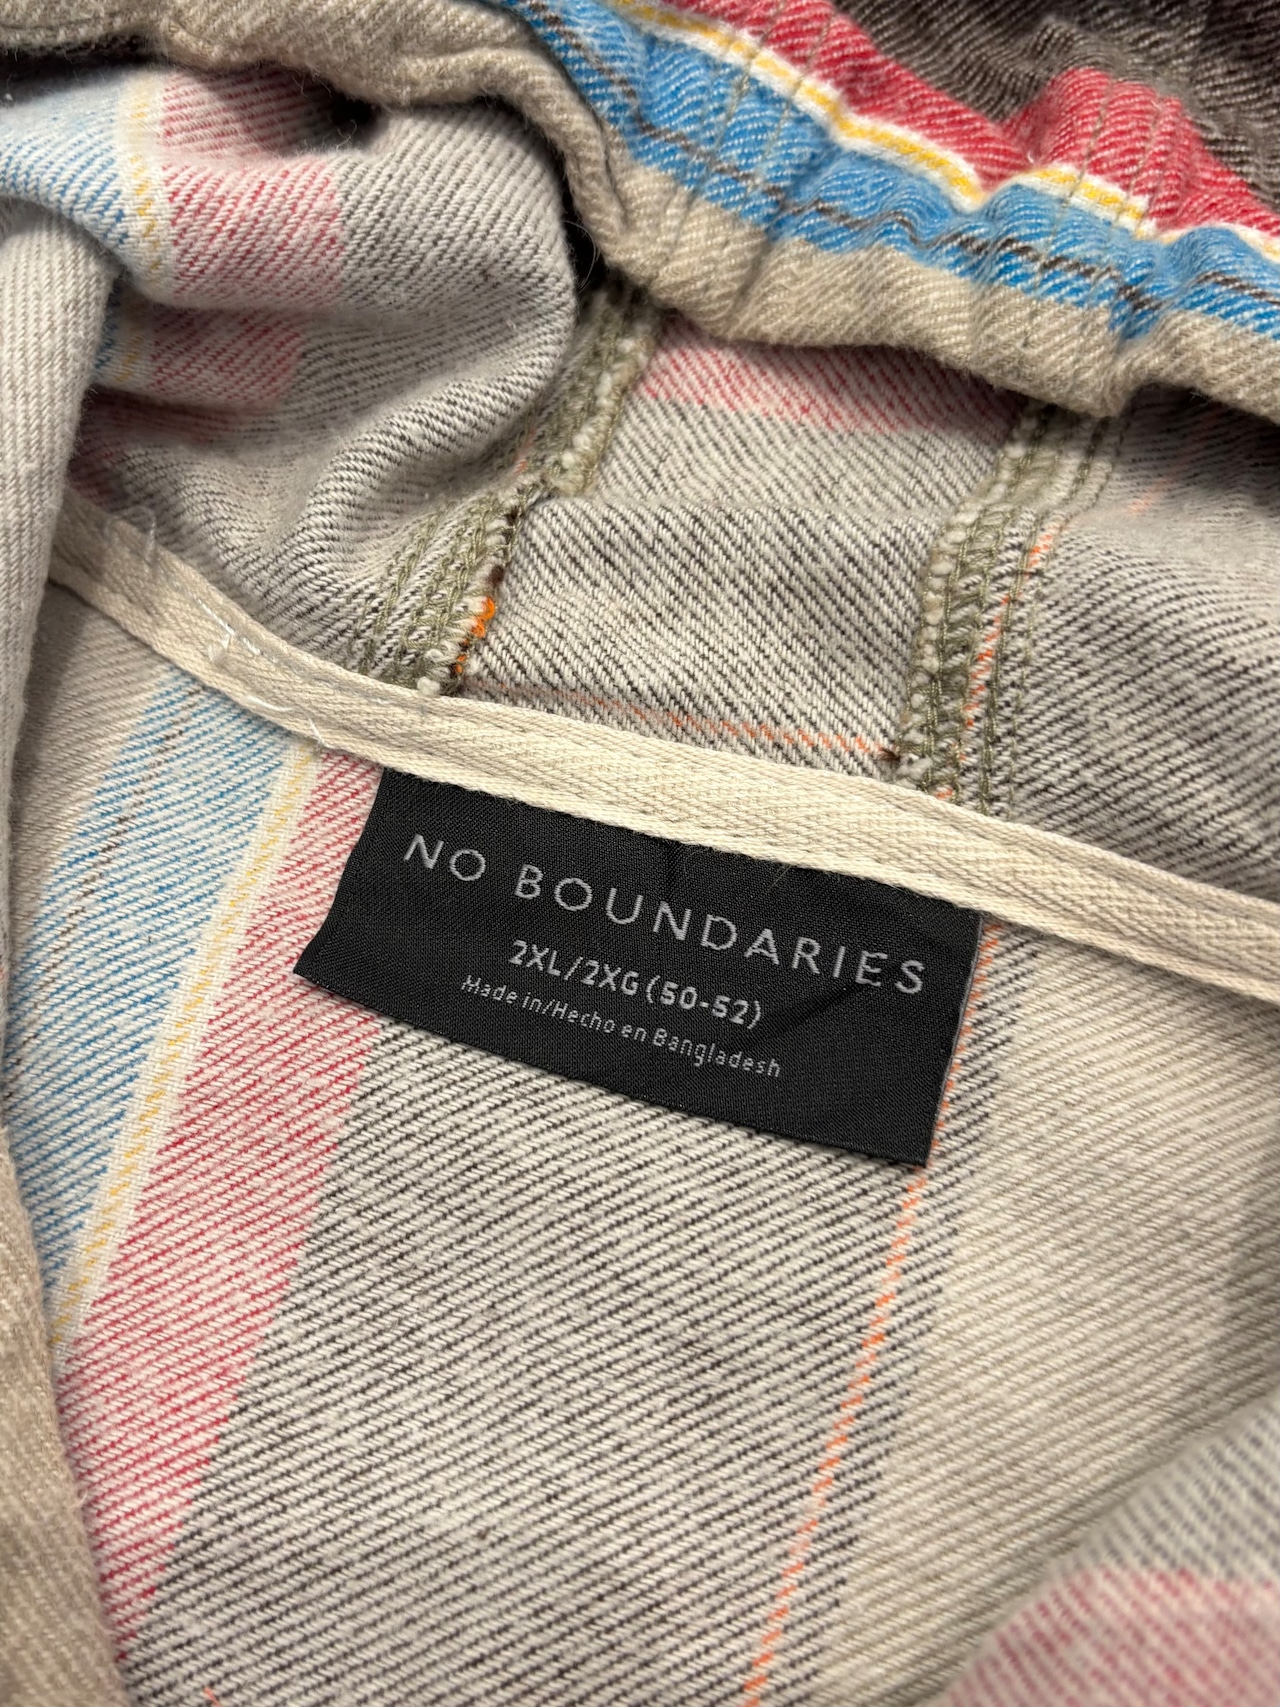 NO BOUNDARIES
2XL/2XG (50-52)
Made in/Hecho en Bangladesh